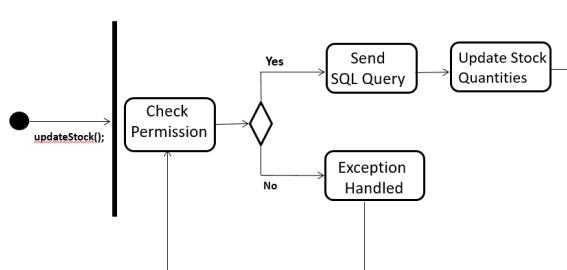 updateStock();
Check
Permission
Yes
No
Send
SQL Query
Update Stock
Quantities
Exception
Handled